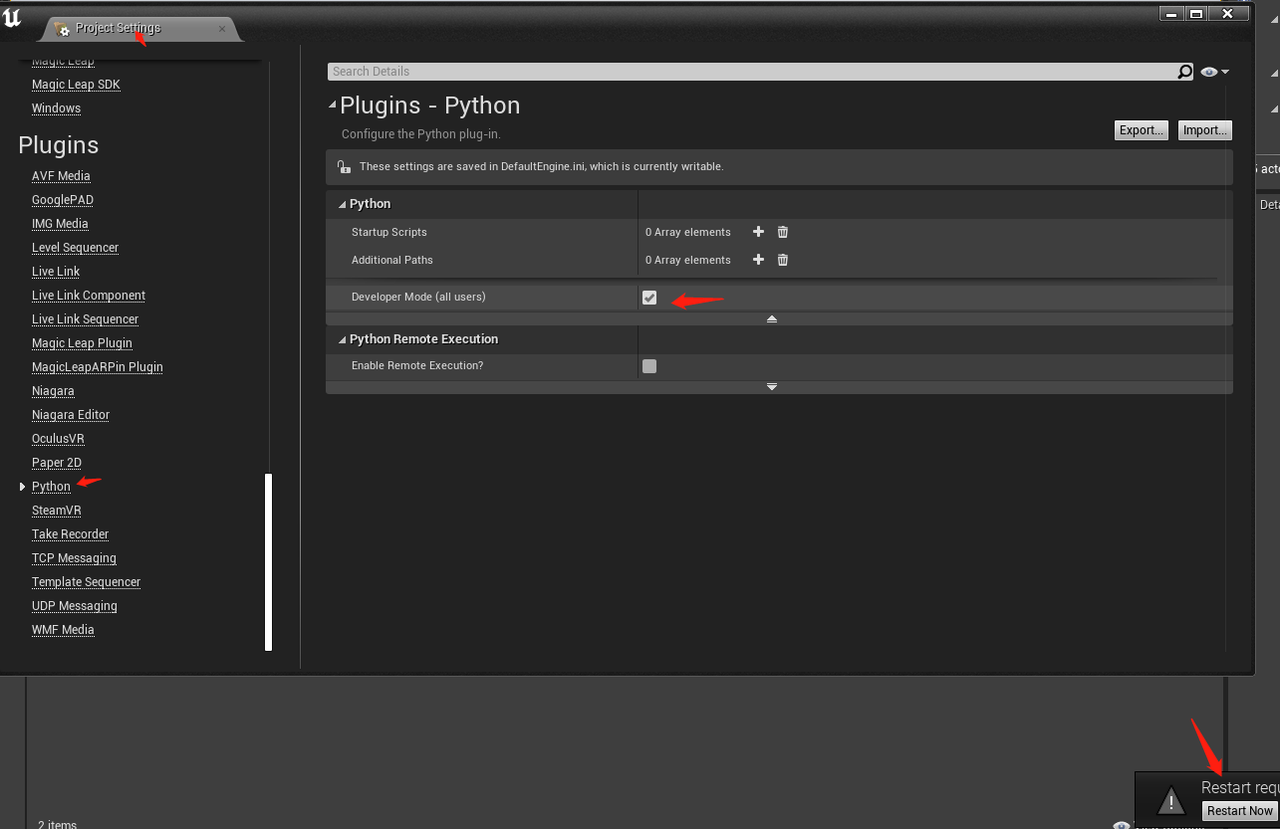 Project Settings
Magic Leap
Magic Leap SDK
Windows
Plugins
AVF Media
GooglePAD
IMG Media
Level Sequencer
Live Link
Live Link Component
Live Link Sequencer
Magic Leap Plugin
MagicLeapARPin Plugin
Niagara
Niagara Editor
OculusVR
Paper 2D
Python
SteamVR
Take Recorder
TCP Messaging
Template Sequencer
UDP Messaging
WMF Media
Search Details
Plugins - Python
Configure the Python plug-in.
Export...
Import...
These settings are saved in DefaultEngine.ini, which is currently writable.
Python
Startup Scripts
0 Array elements
Additional Paths
0 Array elements
Developer Mode (all users)
Python Remote Execution
Enable Remote Execution?
2 items
Restart
Restart Now